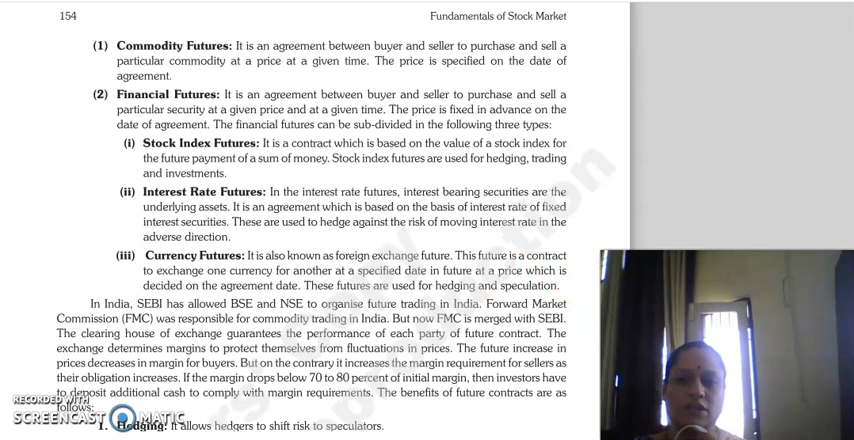 154 Fundamentals of Stock Market
(1) Commodity Futures: It is an agreement between buyer and seller to purchase and sell a
particular commodity at a price at a given time. The price is specified on the date of
agreement.
(2) Financial Futures: It is an agreement between buyer and seller to purchase and sell a
particular security at a given price and at a given time. The price is fixed in advance on the
date of agreement. The financial futures can be sub-divided in the following three types:
(i) Stock Index Futures: It is a contract which is based on the value of a stock index for
the future payment of a sum of money. Stock index futures are used for hedging, trading
and investments.
(ii) Interest Rate Futures: In the interest rate futures, interest bearing securities are the
underlying assets. It is an agreement which is based on the basis of interest rate of fixed
interest securities. These are used to hedge against the risk of moving interest rate in the
adverse direction.
(iii) Currency Futures: It is also known as foreign exchange future. This future is a contract
to exchange one currency for another at a specified date in future at a price which is
decided on the agreement date. These futures are used for hedging and speculation.
In India, SEBI has allowed BSE and NSE to organise future trading in India. Forward Market
Commission (FMC) was responsible for commodity trading in India. But now FMC is merged with SEBI.
The clearing house of exchange guarantees the performance of each party of future contract. The
exchange determines margins to protect themselves from fluctuations in prices. The future increase in
prices decreases in margin for buyers. But on the contrary it increases the margin requirement for sellers as
their obligation increases. If the margin drops below 70 to 80 percent of initial margin, then investors have
to deposit additional cash to comply with margin requirements. The benefits of future contracts are as
follows:
1. Hedging: It allows hedgers to shift risk to speculators.
RECORDED WITH
SCREENCAST MATIC